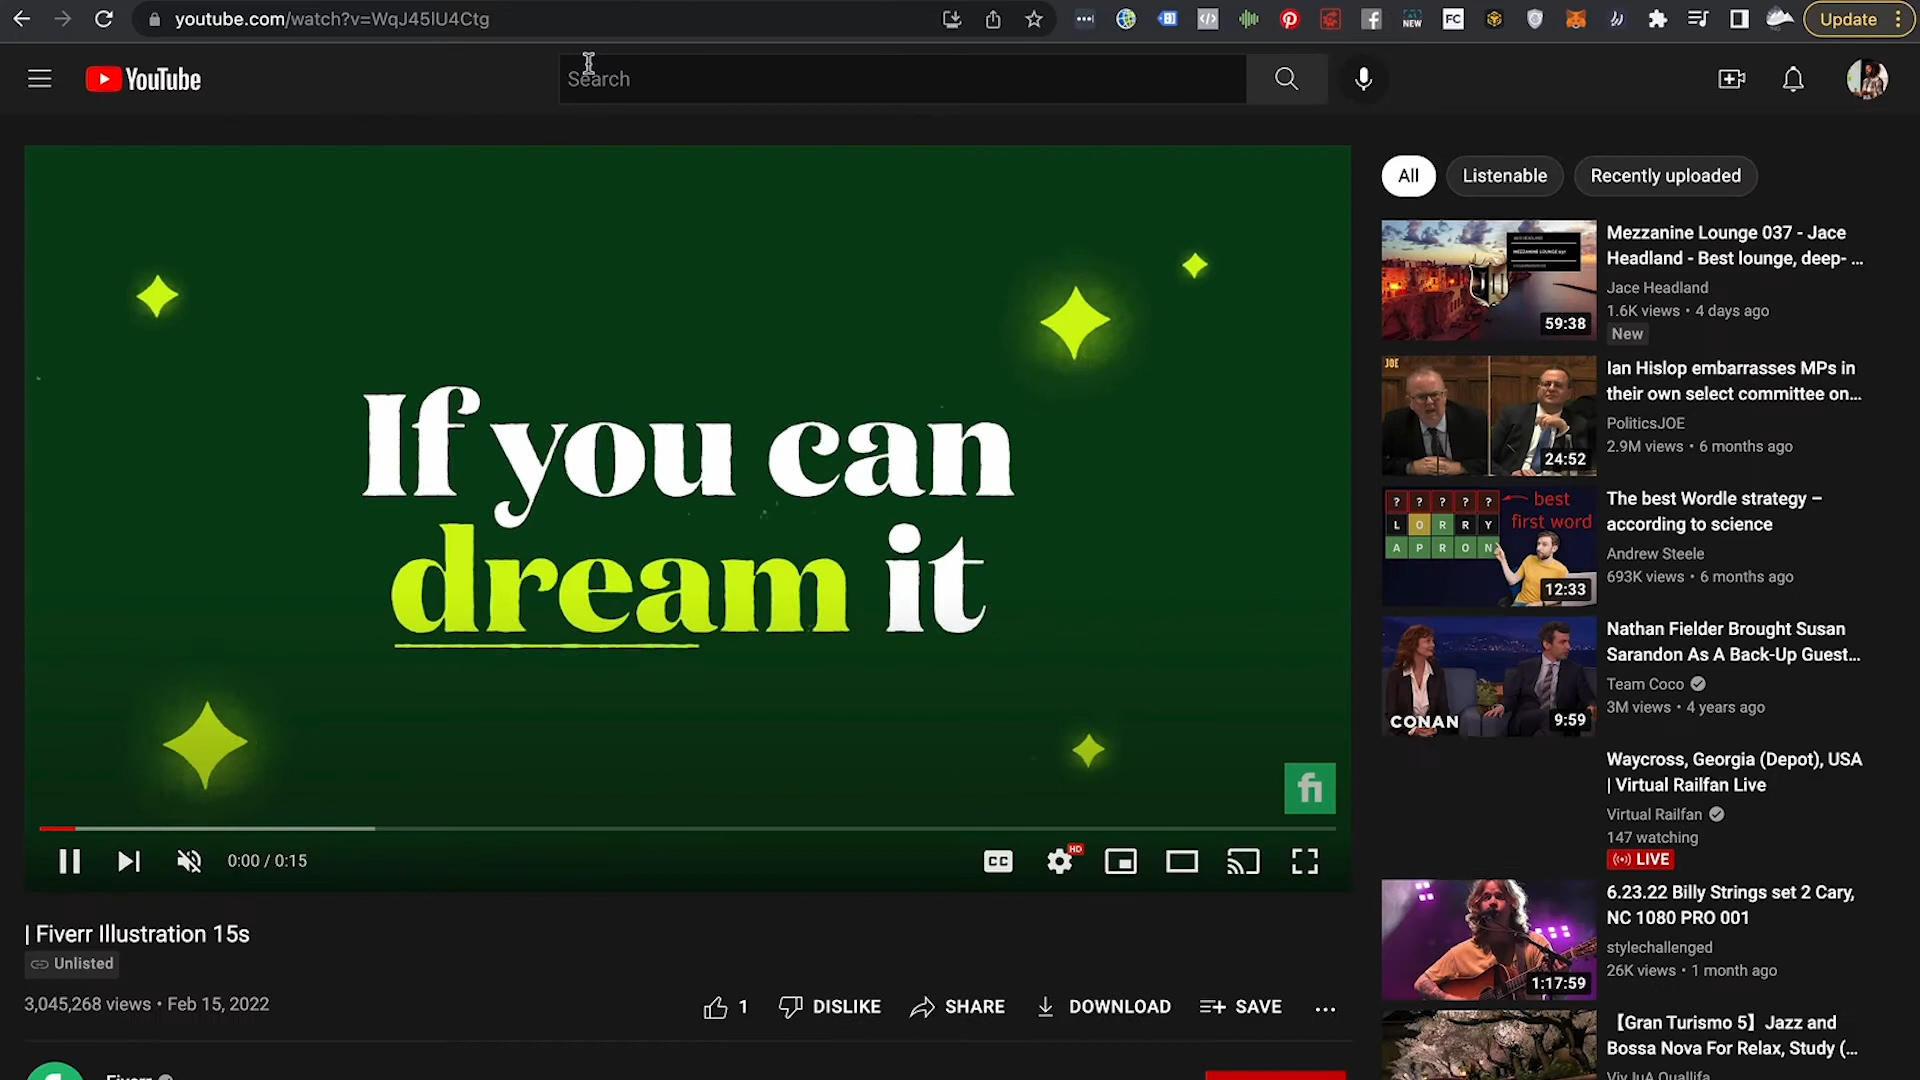 youtube.com/watch?v=WqJ45lU4Ctg
NEW
FC
Update
YouTube
Search
If you can
dream it
fi
0:00 / 0:15
CC
HD
| Fiverr Illustration 15s
Unlisted
3,045,268 views • Feb 15, 2022
1
DISLIKE
SHARE
DOWNLOAD
SAVE
All
Listenable
Recently uploaded
59:38
Mezzanine Lounge 037 - Jace
Headland - Best lounge, deep- ...
Jace Headland
1.6K views • 4 days ago
New
JOE
24:52
Ian Hislop embarrasses MPs in
their own select committee on...
PoliticsJOE
2.9M views • 6 months ago
? ? ? ? ?
L O R R Y
A P R O N
best
first word
12:33
The best Wordle strategy –
according to science
Andrew Steele
693K views • 6 months ago
CONAN
9:59
Nathan Fielder Brought Susan
Sarandon As A Back-Up Guest...
Team Coco
3M views • 4 years ago
Waycross, Georgia (Depot), USA
| Virtual Railfan Live
Virtual Railfan
147 watching
LIVE
1:17:59
6.23.22 Billy Strings set 2 Cary,
NC 1080 PRO 001
stylechallenged
26K views • 1 month ago
【Gran Turismo 5】Jazz and
Bossa Nova For Relax, Study (...
Fiverr